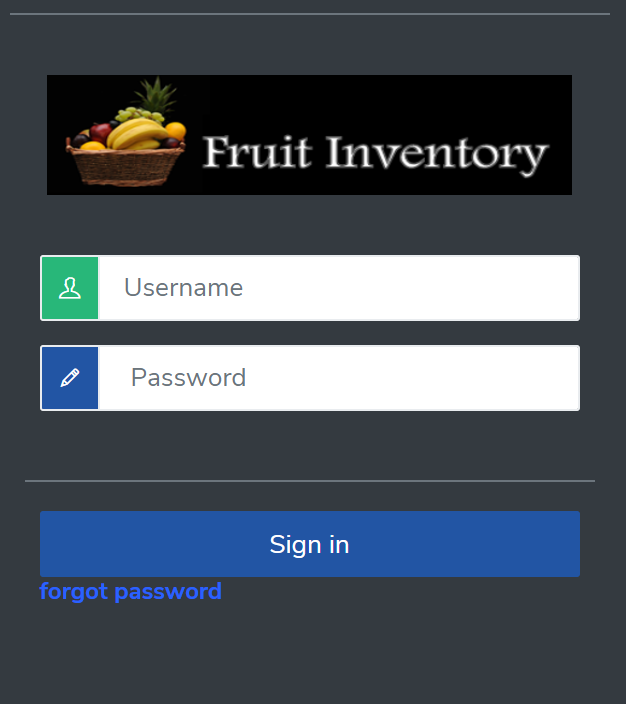 Fruit Inventory
Username
Password
Sign in
forgot password